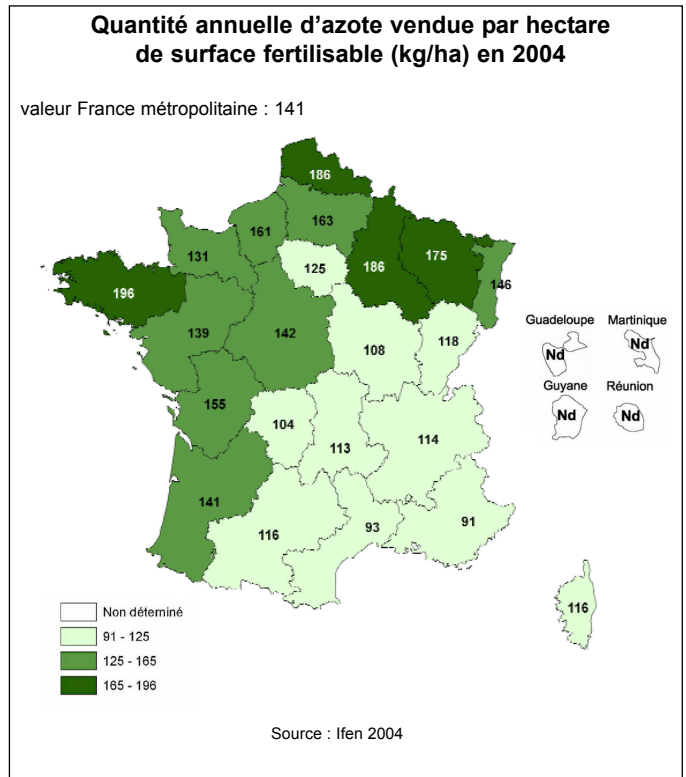 Quantité annuelle d'azote vendue par hectare
de surface fertilisable (kg/ha) en 2004
valeur France métropolitaine : 141
186
163
161
131
125
186
175
146
196
139
142
108
118
155
104
113
114
141
116
93
91
116
Guadeloupe Martinique
Nd Nd
Guyane Réunion
Nd Nd
Non déterminé
91 - 125
125 - 165
165 - 196
Source : Ifen 2004